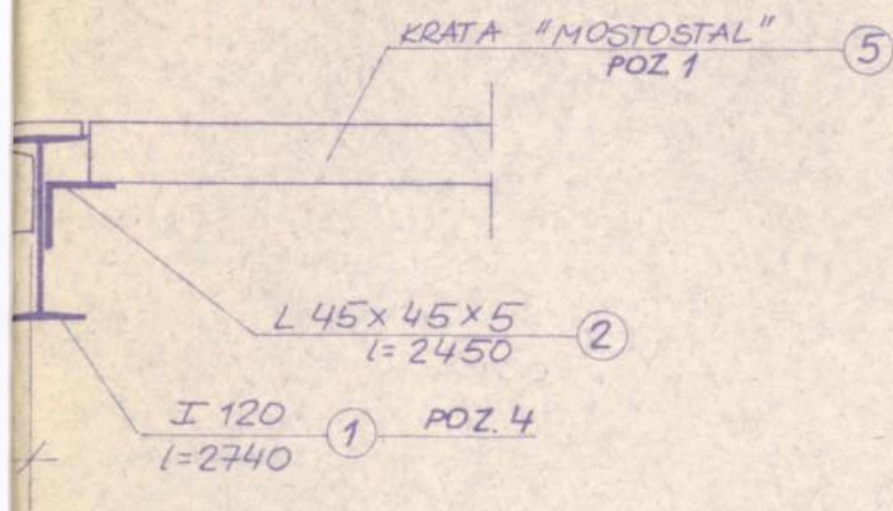 KRATA "MOSTOSTAL"
POZ. 1
5
L 45 x 45 x 5
l = 2450
2
I 120
l = 2740
1
POZ. 4